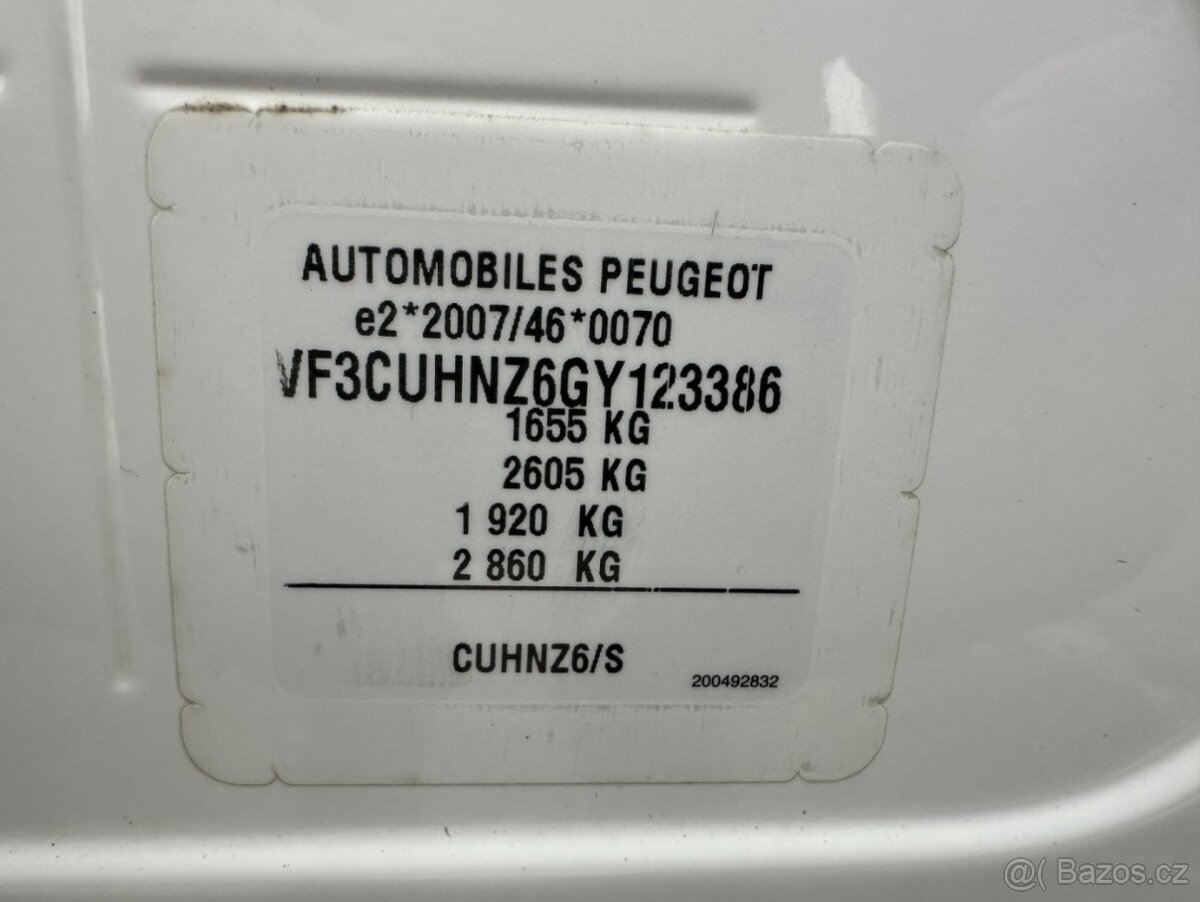 AUTOMOBILES PEUGEOT
e2*2007/46*0070
VF3CUHNZ6GY123386
1655 KG
2605 KG
1 920 KG
2 860 KG
CUHNZ6/S
200492832
@( Bazos.cz